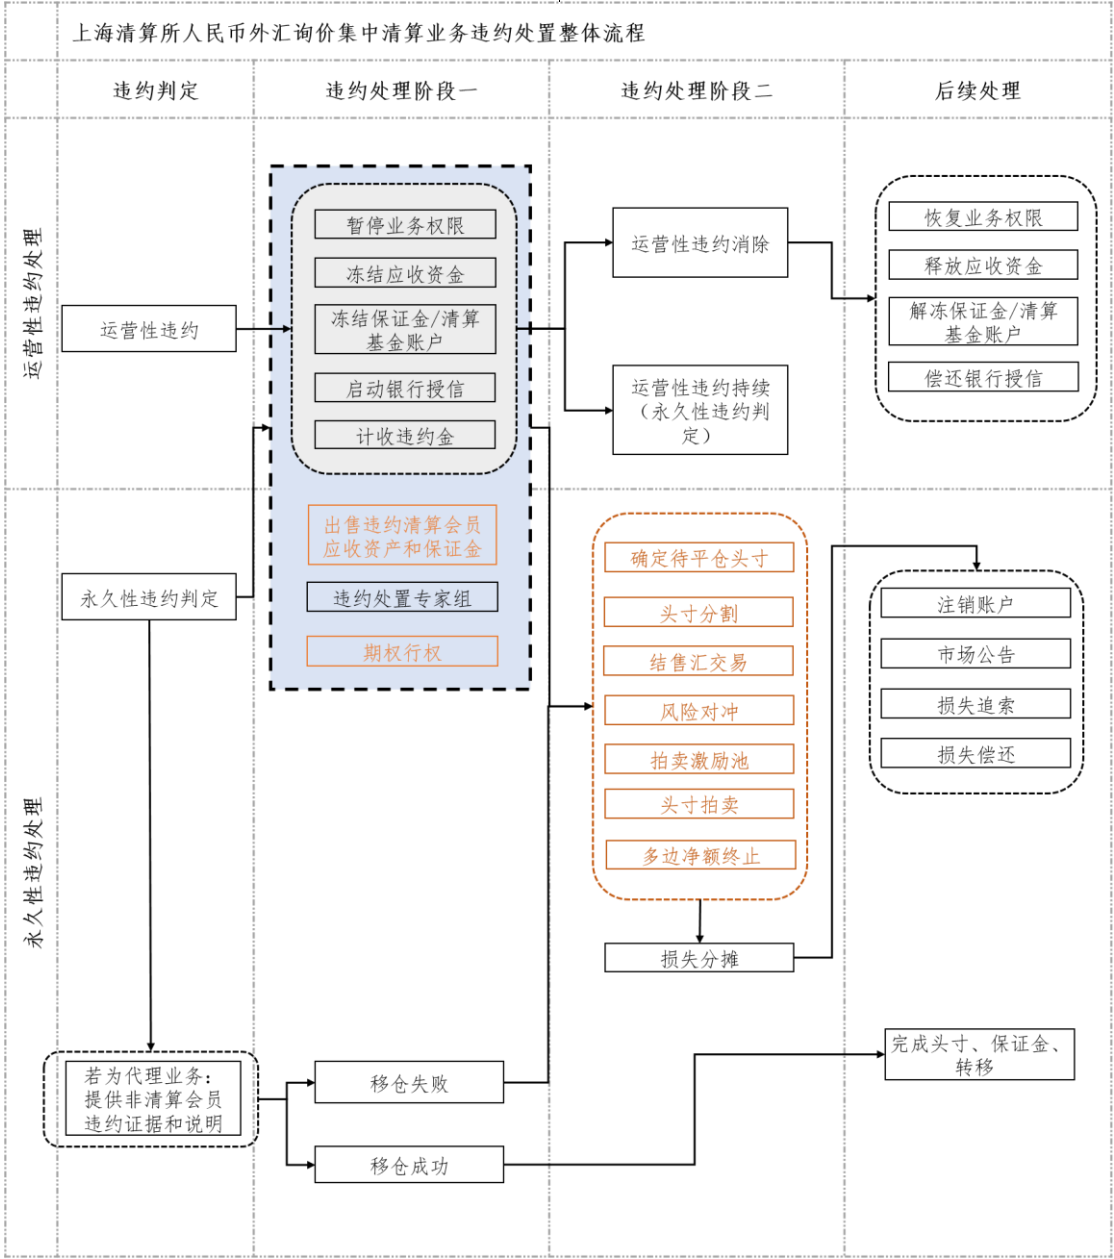 上海清算所人民币外汇询价集中清算业务违约处置整体流程
违约判定
违约处理阶段一
违约处理阶段二
后续处理
运营性违约处理
运营性违约
暂停业务权限
冻结应收资金
冻结保证金/清算
基金账户
启动银行授信
计收违约金
运营性违约消除
运营性违约持续
（永久性违约判
定）
恢复业务权限
释放应收资金
解冻保证金/清算
基金账户
偿还银行授信
永久性违约处理
永久性违约判定
出售违约清算会员
应收资产和保证金
违约处置专家组
期权行权
确定待平仓头寸
头寸分割
结售汇交易
风险对冲
拍卖激励池
头寸拍卖
多边净额终止
损失分摊
注销账户
市场公告
损失追索
损失偿还
若为代理业务：
提供非清算会员
违约证据和说明
移仓失败
移仓成功
完成头寸、保证金、
转移